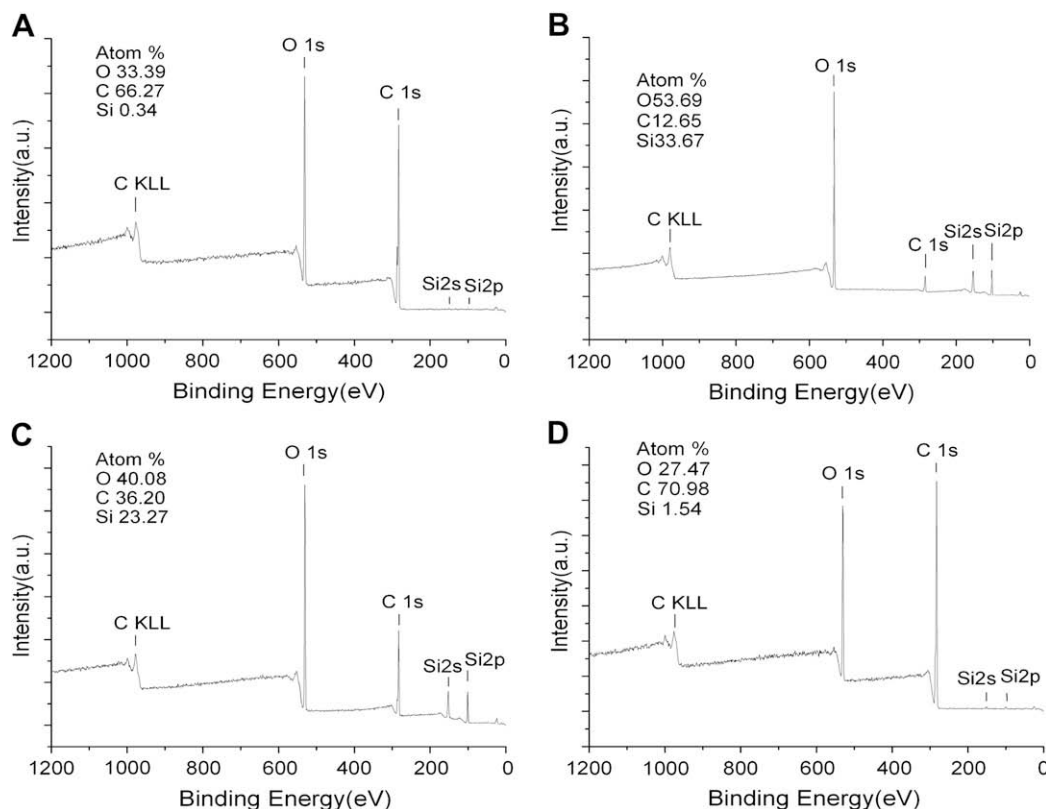 A
Atom %
O 33.39
C 66.27
Si 0.34
O 1s
C 1s
C KLL
Si2s
Si2p
Intensity(a.u.)
1200 1000 800 600 400 200 0
Binding Energy(eV)
B
Atom %
O53.69
C12.65
Si33.67
O 1s
C KLL
C 1s
Si2s
Si2p
Intensity(a.u.)
1200 1000 800 600 400 200 0
Binding Energy(eV)
C
Atom %
O 40.08
C 36.20
Si 23.27
O 1s
C 1s
C KLL
Si2s
Si2p
Intensity(a.u.)
1200 1000 800 600 400 200 0
Binding Energy(eV)
D
Atom %
O 27.47
C 70.98
Si 1.54
O 1s
C 1s
C KLL
Si2s
Si2p
Intensity(a.u.)
1200 1000 800 600 400 200 0
Binding Energy(eV)